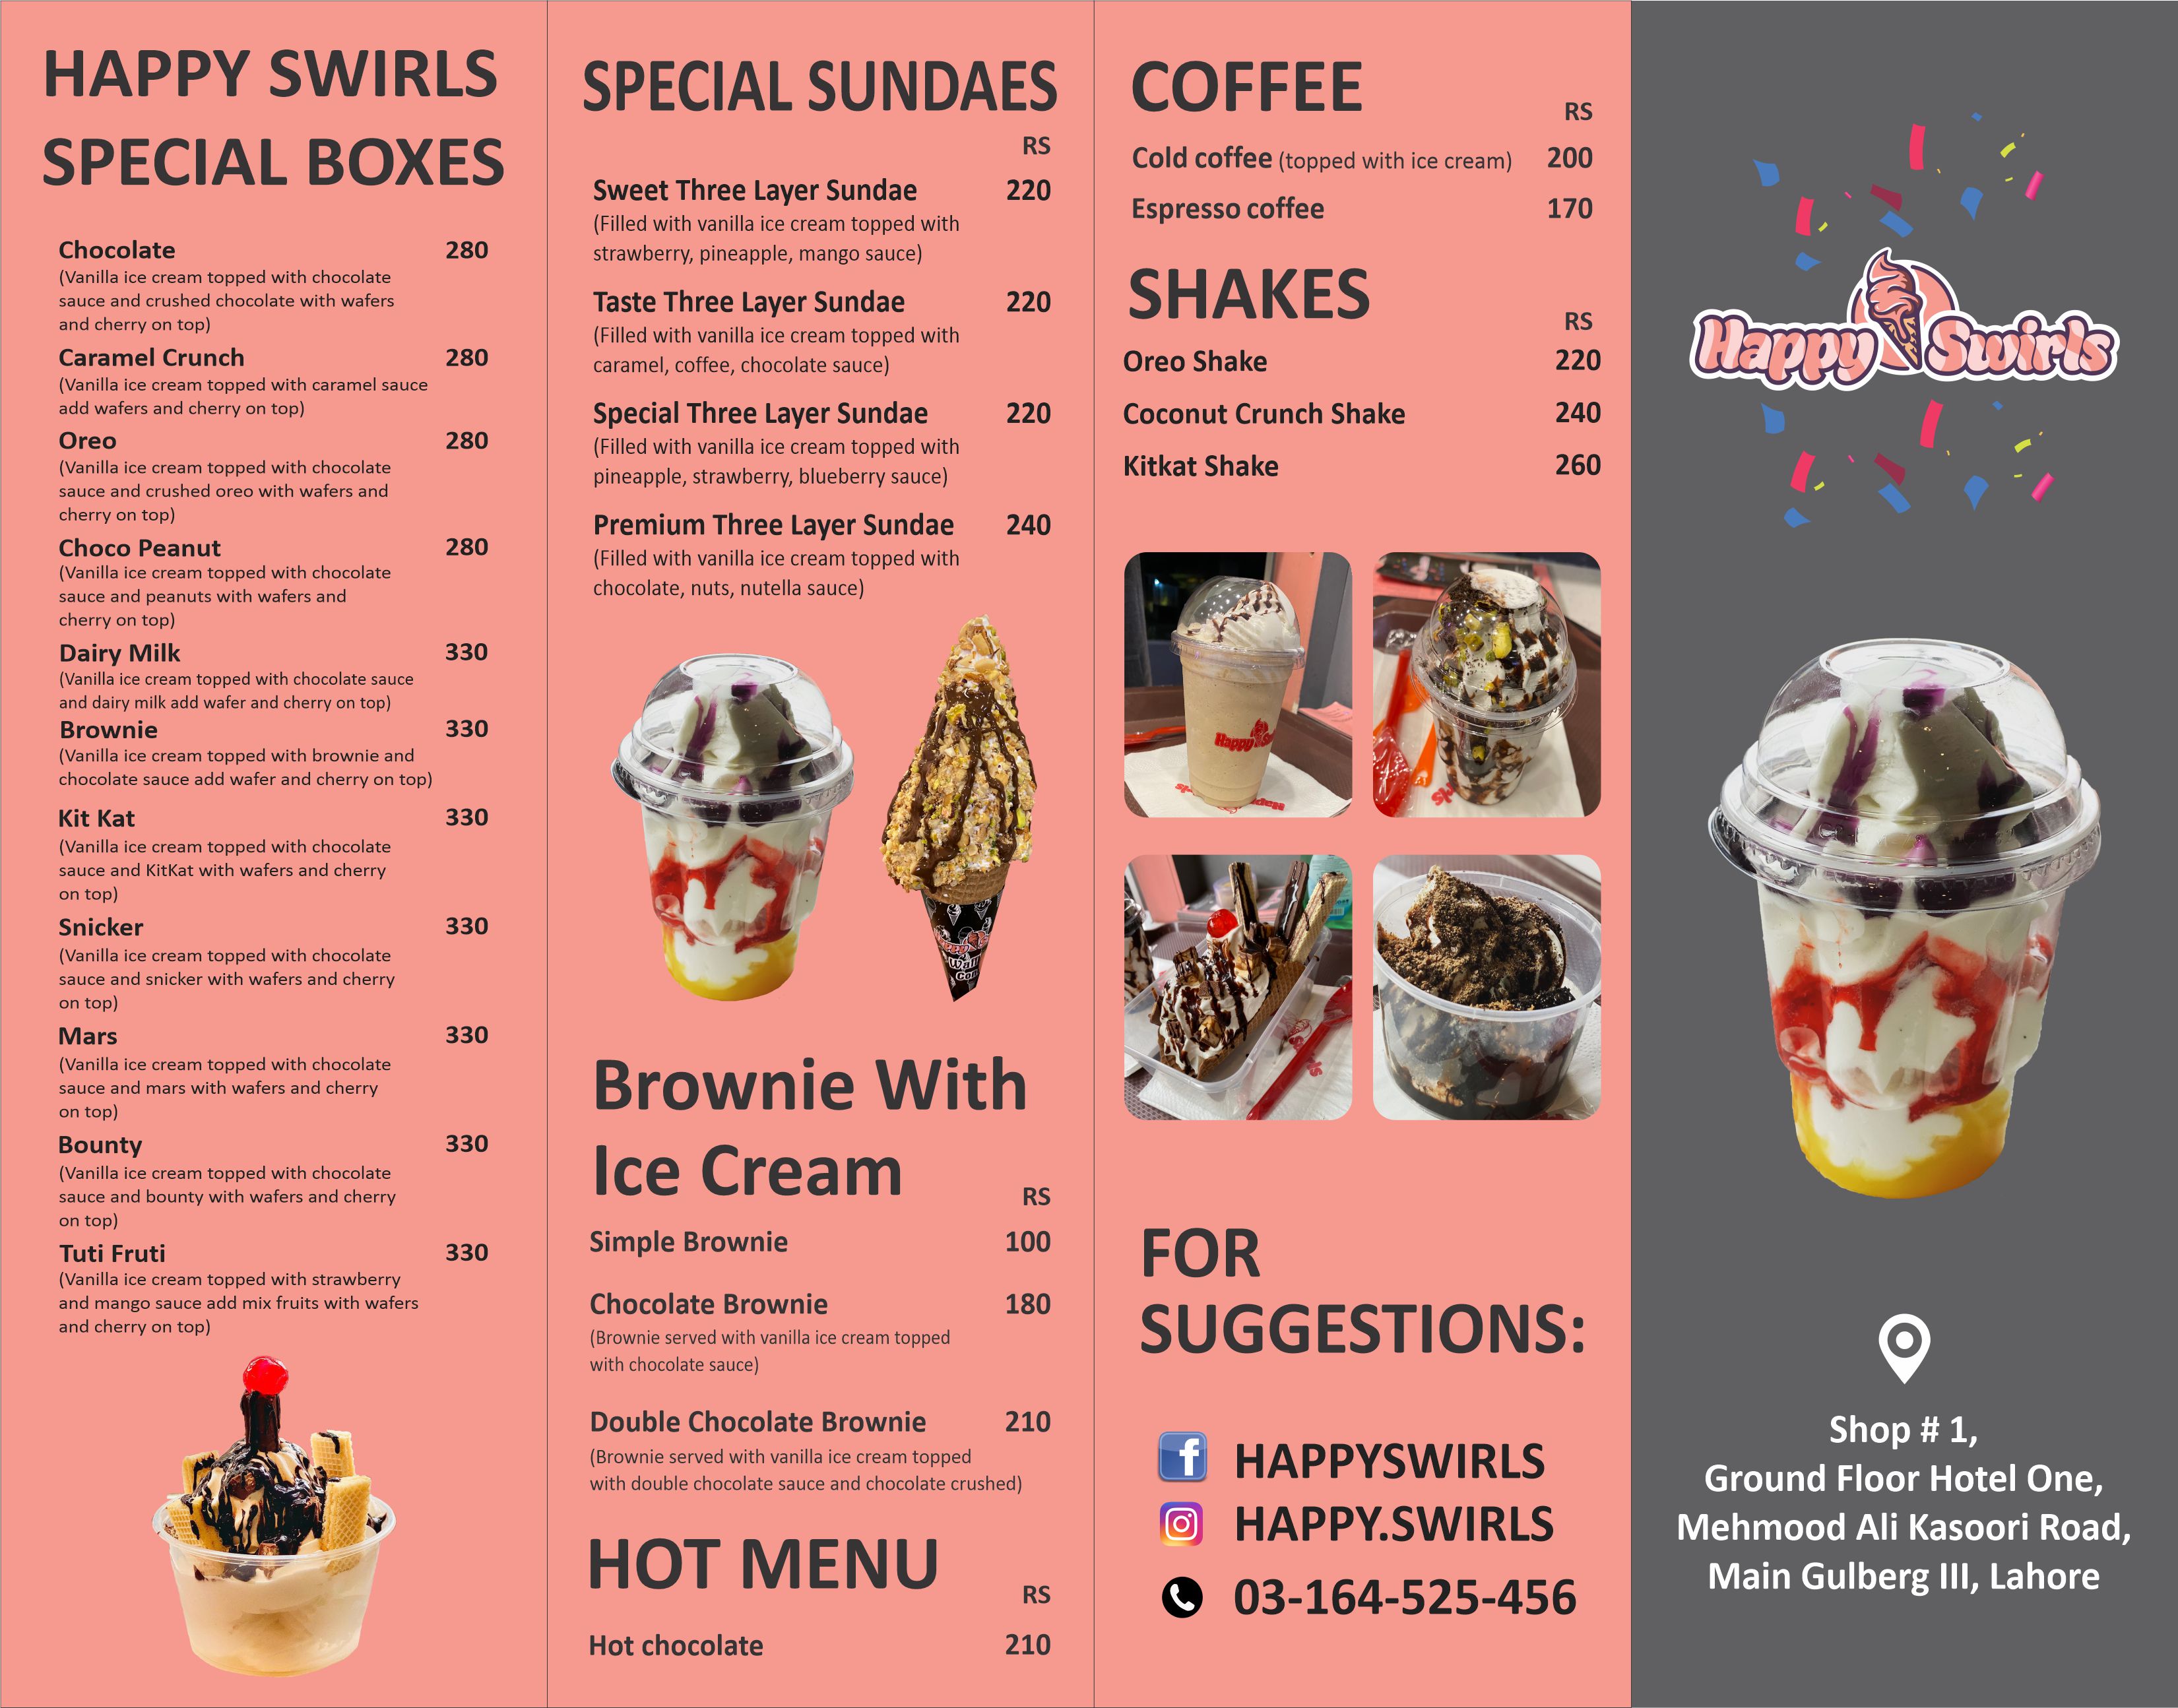 HAPPY SWIRLS
SPECIAL BOXES
Chocolate 280
(Vanilla ice cream topped with chocolate
sauce and crushed chocolate with wafers
and cherry on top)
Caramel Crunch 280
(Vanilla ice cream topped with caramel sauce
add wafers and cherry on top)
Oreo 280
(Vanilla ice cream topped with chocolate
sauce and crushed oreo with wafers and
cherry on top)
Choco Peanut 280
(Vanilla ice cream topped with chocolate
sauce and peanuts with wafers and
cherry on top)
Dairy Milk 330
(Vanilla ice cream topped with chocolate sauce
and dairy milk add wafer and cherry on top)
Brownie 330
(Vanilla ice cream topped with brownie and
chocolate sauce add wafer and cherry on top)
Kit Kat 330
(Vanilla ice cream topped with chocolate
sauce and KitKat with wafers and cherry
on top)
Snicker 330
(Vanilla ice cream topped with chocolate
sauce and snicker with wafers and cherry
on top)
Mars 330
(Vanilla ice cream topped with chocolate
sauce and mars with wafers and cherry
on top)
Bounty 330
(Vanilla ice cream topped with chocolate
sauce and bounty with wafers and cherry
on top)
Tuti Fruti 330
(Vanilla ice cream topped with strawberry
and mango sauce add mix fruits with wafers
and cherry on top)
SPECIAL SUNDAES
RS
Sweet Three Layer Sundae 220
(Filled with vanilla ice cream topped with
strawberry, pineapple, mango sauce)
Taste Three Layer Sundae 220
(Filled with vanilla ice cream topped with
caramel, coffee, chocolate sauce)
Special Three Layer Sundae 220
(Filled with vanilla ice cream topped with
pineapple, strawberry, blueberry sauce)
Premium Three Layer Sundae 240
(Filled with vanilla ice cream topped with
chocolate, nuts, nutella sauce)
Brownie With
Ice Cream
RS
Simple Brownie 100
Chocolate Brownie 180
(Brownie served with vanilla ice cream topped
with chocolate sauce)
Double Chocolate Brownie 210
(Brownie served with vanilla ice cream topped
with double chocolate sauce and chocolate crushed)
HOT MENU
RS
Hot chocolate 210
COFFEE
RS
Cold coffee (topped with ice cream) 200
Espresso coffee 170
SHAKES
RS
Oreo Shake 220
Coconut Crunch Shake 240
Kitkat Shake 260
Happy
FOR
SUGGESTIONS:
HAPPYSWIRLS
HAPPY.SWIRLS
03-164-525-456
Happy Swirls
Shop # 1,
Ground Floor Hotel One,
Mehmood Ali Kasoori Road,
Main Gulberg III, Lahore